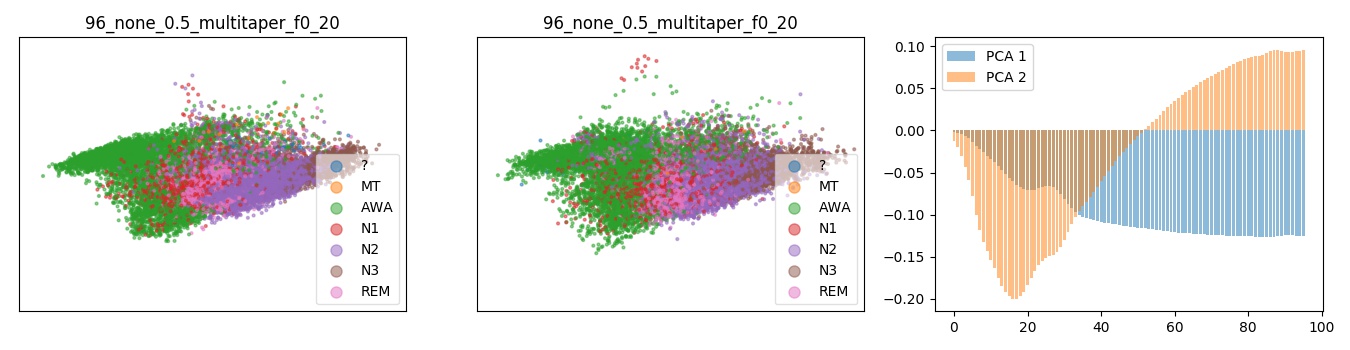 96_none_0.5_multitaper_f0_20
?
MT
AWA
N1
N2
N3
REM
96_none_0.5_multitaper_f0_20
?
MT
AWA
N1
N2
N3
REM
PCA 1
PCA 2
0.10
0.05
0.00
−0.05
−0.10
−0.15
−0.20
0 20 40 60 80 100